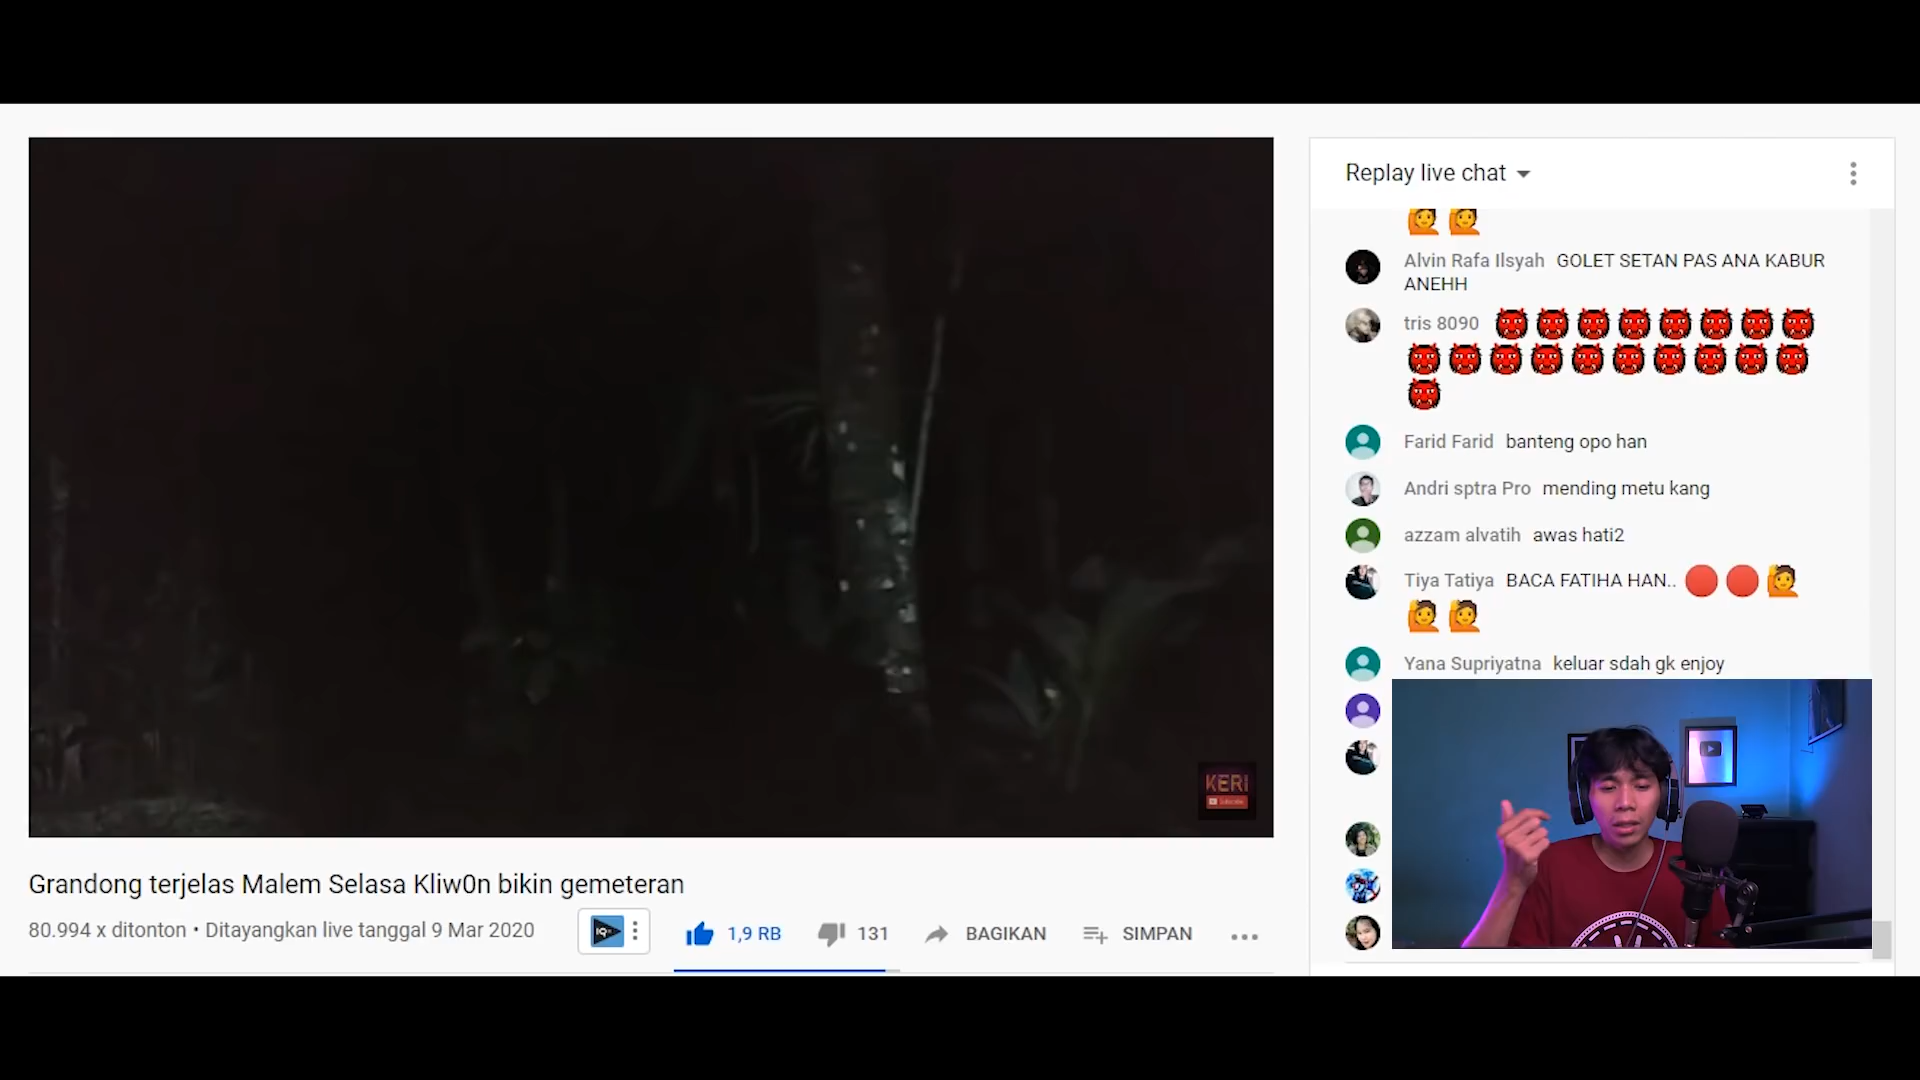 Replay live chat
Alvin Rafa Ilsyah GOLET SETAN PAS ANA KABUR
ANEHH
tris 8090
Farid Farid banteng opo han
Andri sptra Pro mending metu kang
azzam alvatih awas hati2
Tiya Tatiya BACA FATIHA HAN..
Yana Supriyatna keluar sdah gk enjoy
KERI
Subscribe
Grandong terjelas Malem Selasa Kliw0n bikin gemeteran
80.994 x ditonton • Ditayangkan live tanggal 9 Mar 2020
IQ
1,9 RB
131
BAGIKAN
SIMPAN